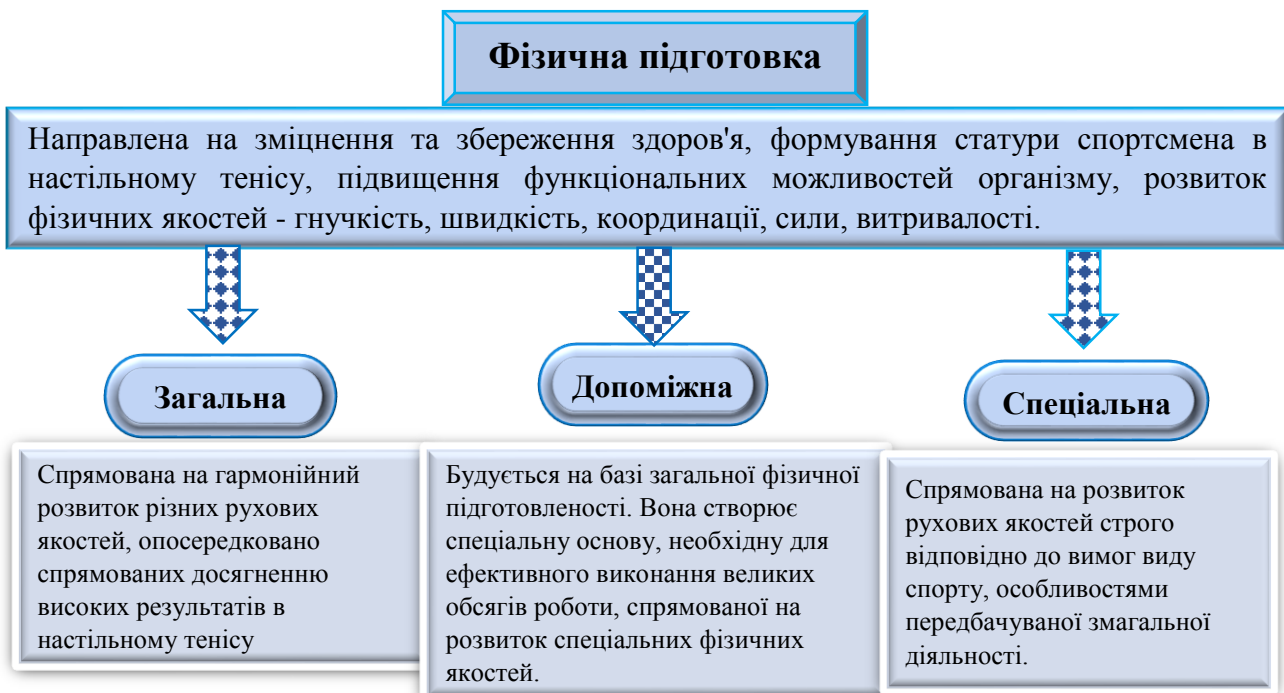 Фізична підготовка
Направлена на зміцнення та збереження здоров'я, формування статури спортсмена в
настільному тенісу, підвищення функціональних можливостей організму, розвиток
фізичних якостей - гнучкість, швидкість, координації, сили, витривалості.
Загальна
Спрямована на гармонійний
розвиток різних рухових
якостей, опосередковано
спрямованих досягненню
високих результатів в
настільному тенісу
Допоміжна
Будується на базі загальної фізичної
підготовленості. Вона створює
спеціальну основу, необхідну для
ефективного виконання великих
обсягів роботи, спрямованої на
розвиток спеціальних фізичних
якостей.
Спеціальна
Спрямована на розвиток
рухових якостей строго
відповідно до вимог виду
спорту, особливостями
передбачуваної змагальної
діяльності.